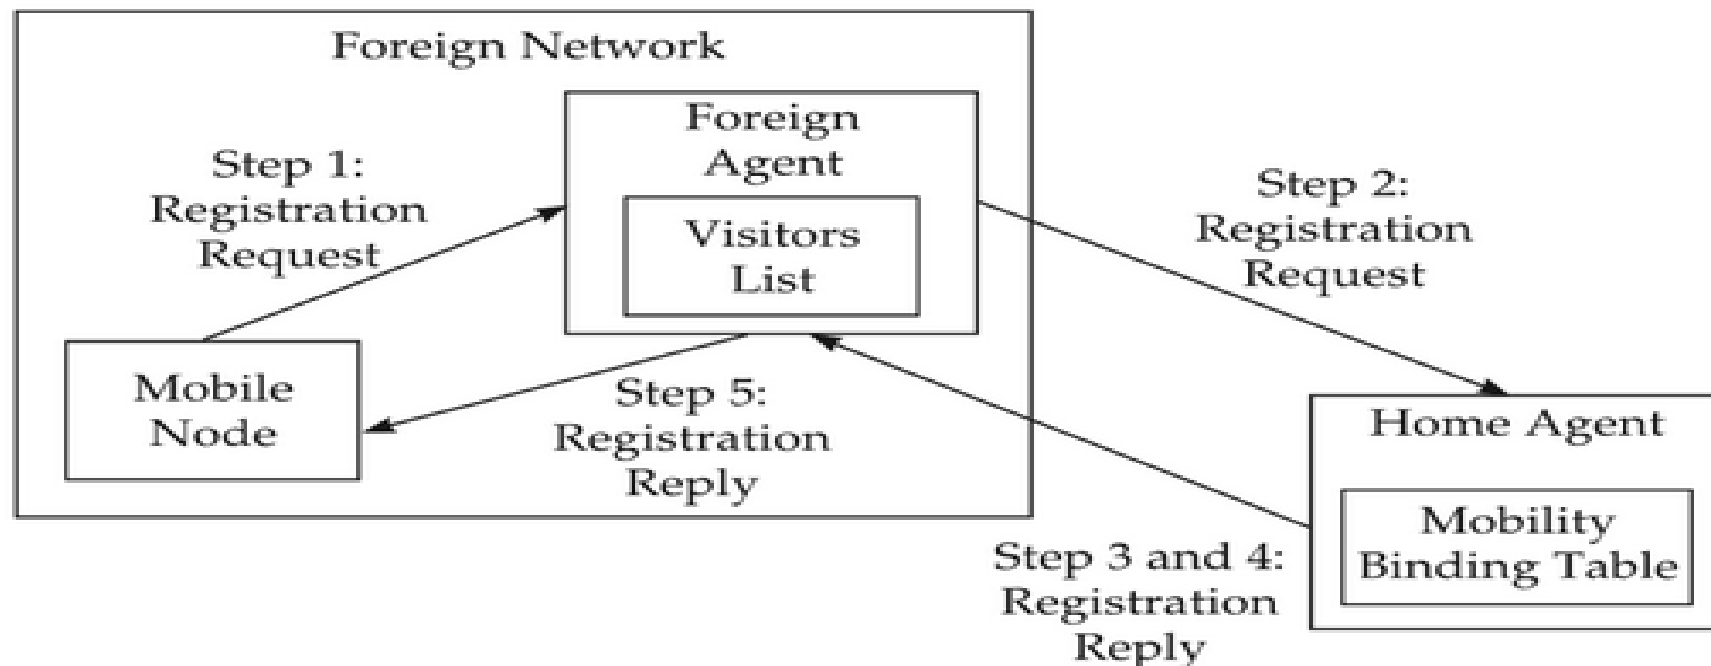 Foreign Network
Foreign
Agent
Visitors
List
Step 1:
Registration
Request
Step 2:
Registration
Request
Mobile
Node
Step 5:
Registration
Reply
Home Agent
Mobility
Binding Table
Step 3 and 4:
Registration
Reply